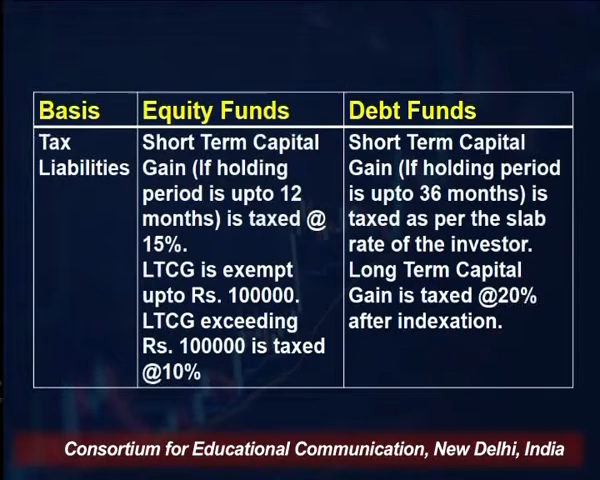 Basis
Equity Funds
Debt Funds
Tax
Liabilities
Short Term Capital
Gain (If holding
period is upto 12
months) is taxed @
15%.
LTCG is exempt
upto Rs. 100000.
LTCG exceeding
Rs. 100000 is taxed
@10%
Short Term Capital
Gain (If holding period
is upto 36 months) is
taxed as per the slab
rate of the investor.
Long Term Capital
Gain is taxed @20%
after indexation.
Consortium for Educational Communication, New Delhi, India